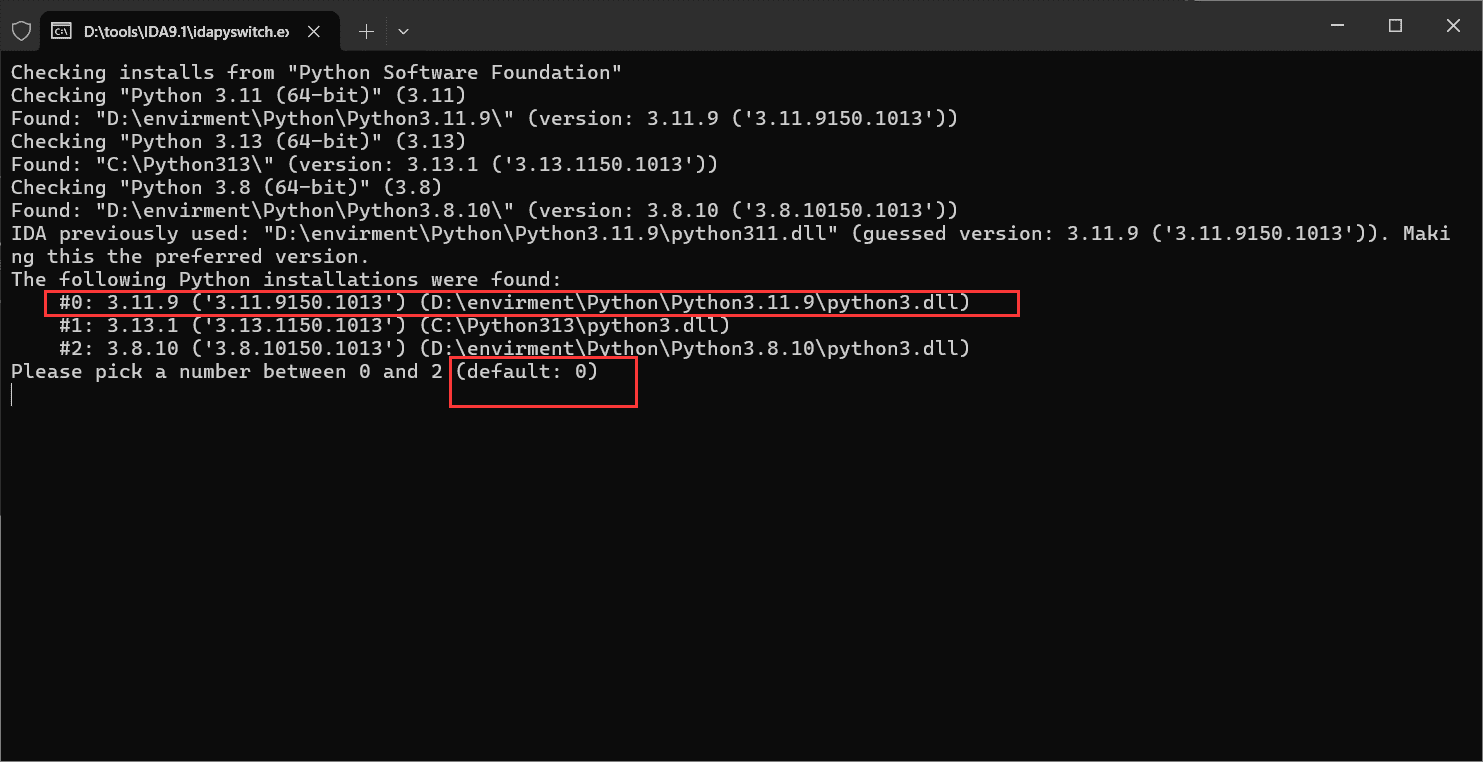 D:\tools\IDA9.1\idapyswitch.ex
Checking installs from "Python Software Foundation"
Checking "Python 3.11 (64-bit)" (3.11)
Found: "D:\envirment\Python\Python3.11.9\" (version: 3.11.9 ('3.11.9150.1013'))
Checking "Python 3.13 (64-bit)" (3.13)
Found: "C:\Python313\" (version: 3.13.1 ('3.13.1150.1013'))
Checking "Python 3.8 (64-bit)" (3.8)
Found: "D:\envirment\Python\Python3.8.10\" (version: 3.8.10 ('3.8.10150.1013'))
IDA previously used: "D:\envirment\Python\Python3.11.9\python311.dll" (guessed version: 3.11.9 ('3.11.9150.1013')). Maki
ng this the preferred version.
The following Python installations were found:
#0: 3.11.9 ('3.11.9150.1013') (D:\envirment\Python\Python3.11.9\python3.dll)
#1: 3.13.1 ('3.13.1150.1013') (C:\Python313\python3.dll)
#2: 3.8.10 ('3.8.10150.1013') (D:\envirment\Python\Python3.8.10\python3.dll)
Please pick a number between 0 and 2 (default: 0)